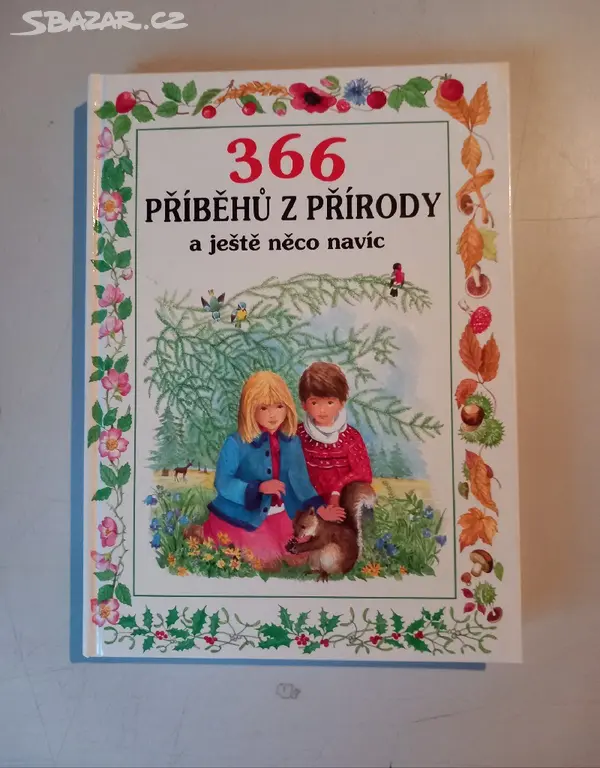 SBAZAR.CZ
366
PŘÍBĚHŮ Z PŘÍRODY
a ještě něco navíc